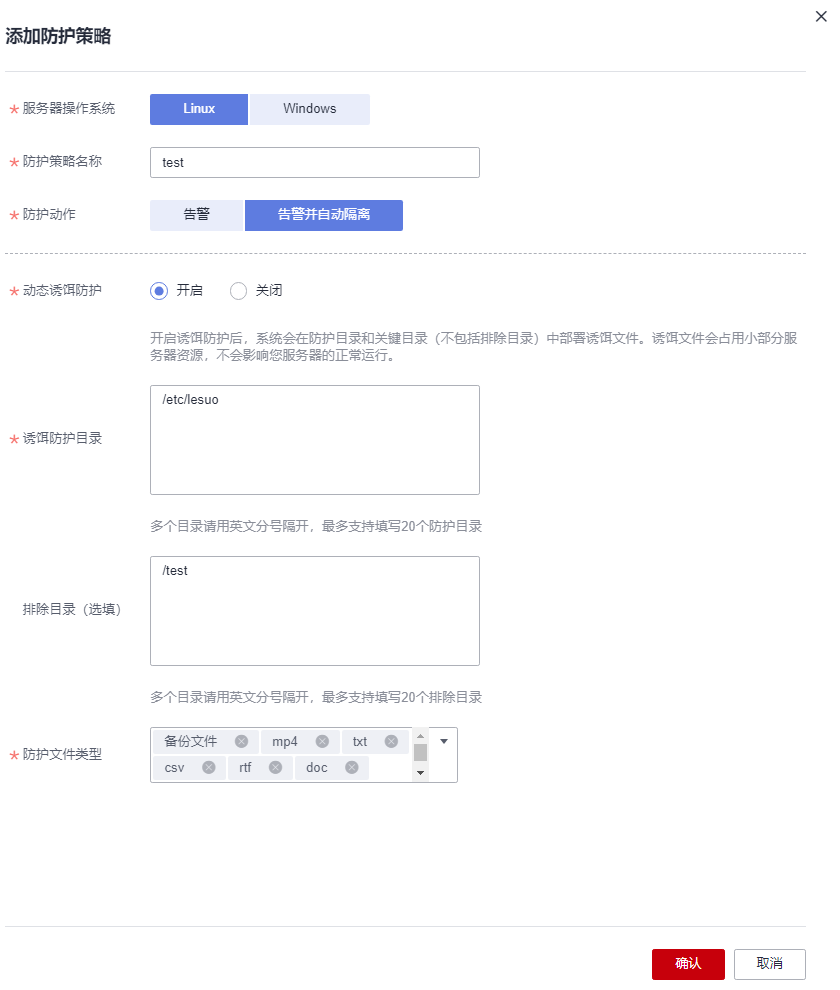 添加防护策略
* 服务器操作系统 Linux Windows
* 防护策略名称 test
* 防护动作 告警 告警并自动隔离
* 动态诱饵防护 开启 关闭
开启诱饵防护后，系统会在防护目录和关键目录（不包括排除目录）中部署诱饵文件。诱饵文件会占用小部分服
务器资源，不会影响您服务器的正常运行。
/etc/lesuo
* 诱饵防护目录
多个目录请用英文分号隔开，最多支持填写20个防护目录
/test
排除目录（选填）
多个目录请用英文分号隔开，最多支持填写20个排除目录
备份文件 mp4 txt
* 防护文件类型
csv rtf doc
确认 取消